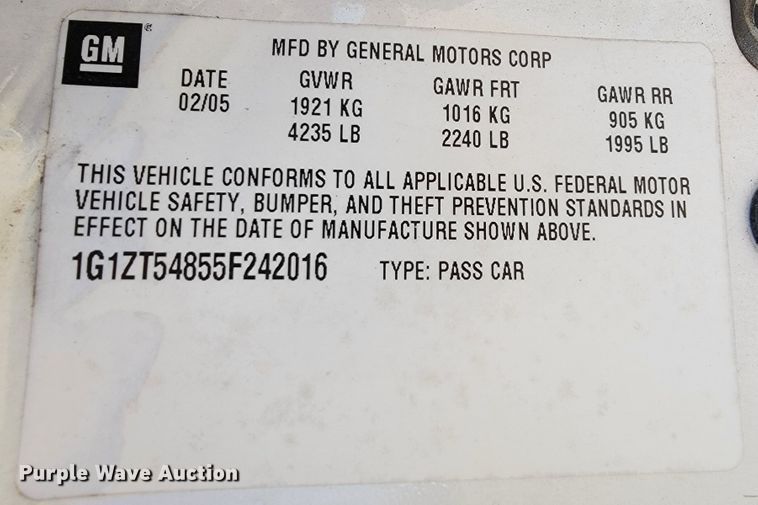 GM®
MFD BY GENERAL MOTORS CORP
DATE GVWR GAWR FRT GAWR RR
02/05 1921 KG 1016 KG 905 KG
4235 LB 2240 LB 1995 LB
THIS VEHICLE CONFORMS TO ALL APPLICABLE U.S. FEDERAL MOTOR
VEHICLE SAFETY, BUMPER, AND THEFT PREVENTION STANDARDS IN
EFFECT ON THE DATE OF MANUFACTURE SHOWN ABOVE.
1G1ZT54855F242016 TYPE: PASS CAR
Purple Wave Auction